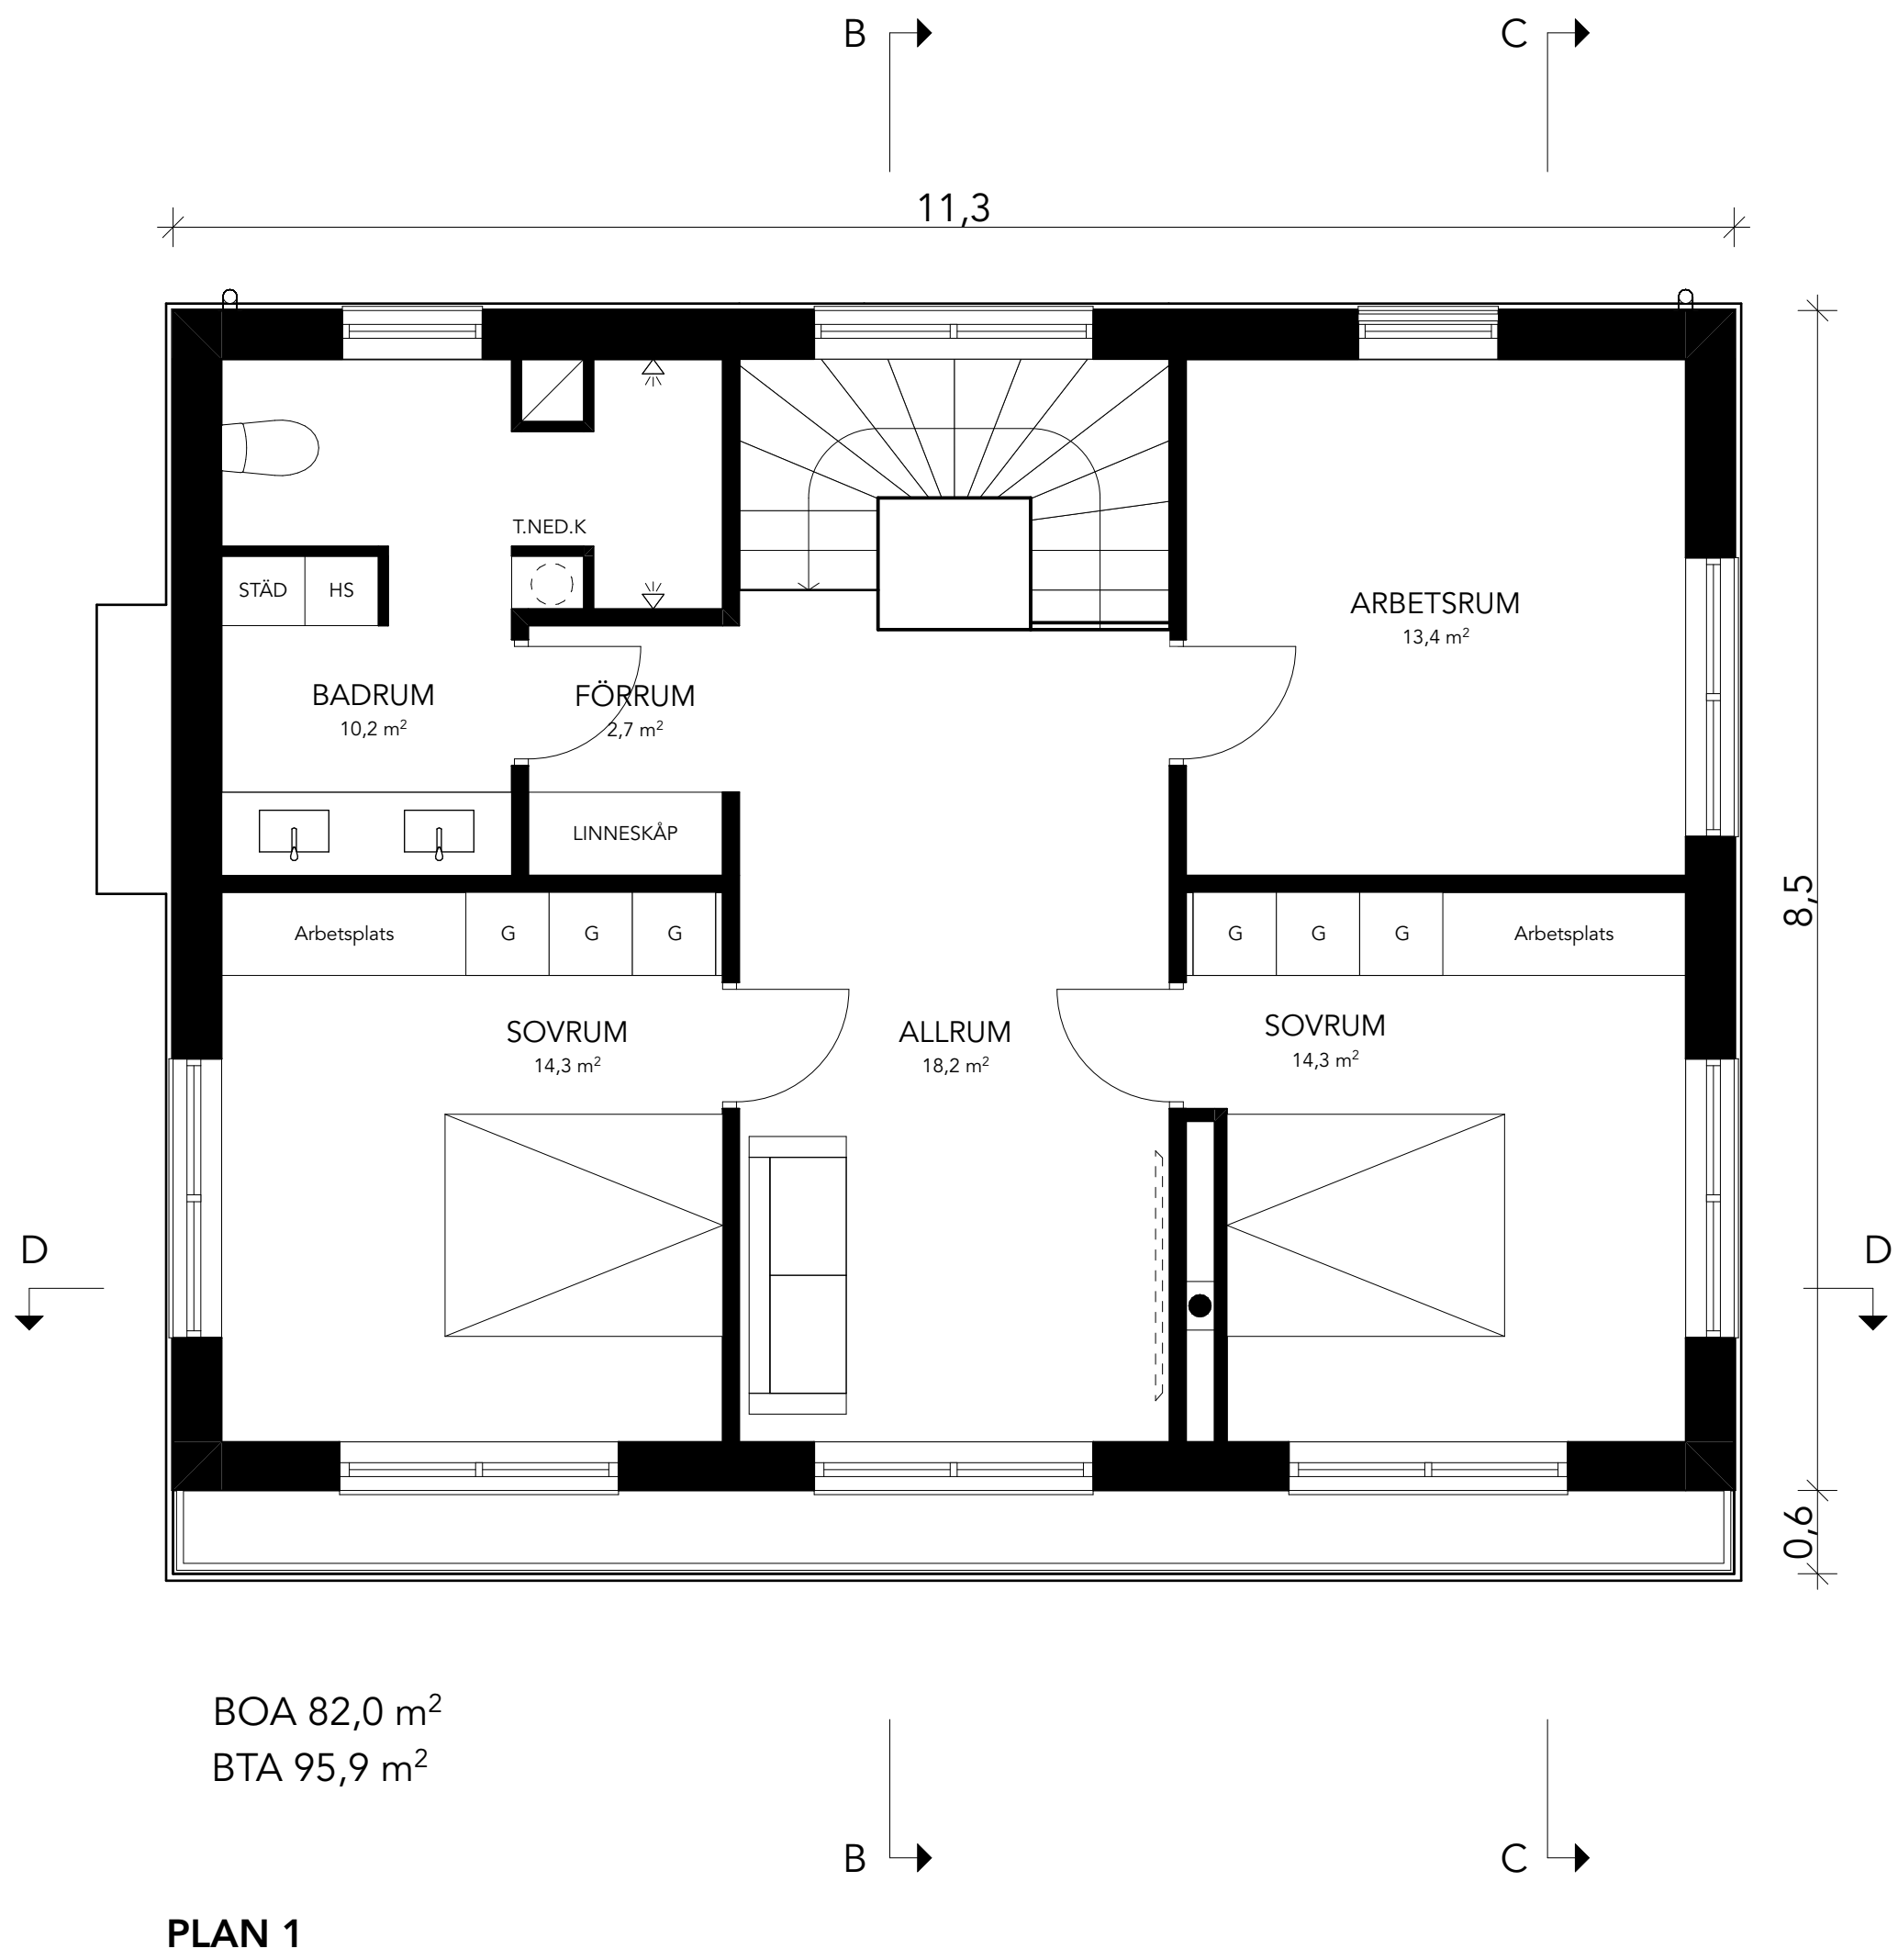 B
C
11,3
T.NED.K
STÄD
HS
ARBETSRUM
13,4 m²
BADRUM
10,2 m²
FÖRRUM
2,7 m²
LINNESKÅP
8,5
Arbetsplats
G
G
G
G
G
G
Arbetsplats
SOVRUM
14,3 m²
ALLRUM
18,2 m²
SOVRUM
14,3 m²
D
D
0,6
BOA 82,0 m²
BTA 95,9 m²
B
C
PLAN 1